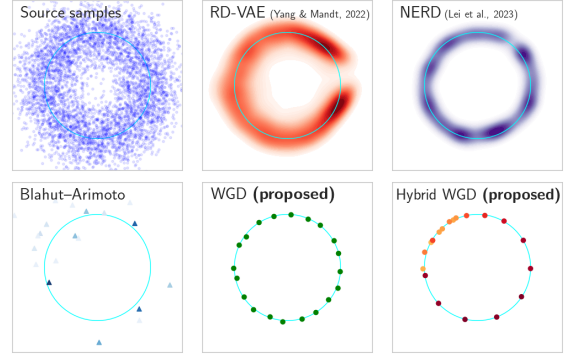 Source samples
RD-VAE (Yang & Mandt, 2022)
NERD (Lei et al., 2023)
Blahut–Arimoto
WGD (proposed)
Hybrid WGD (proposed)